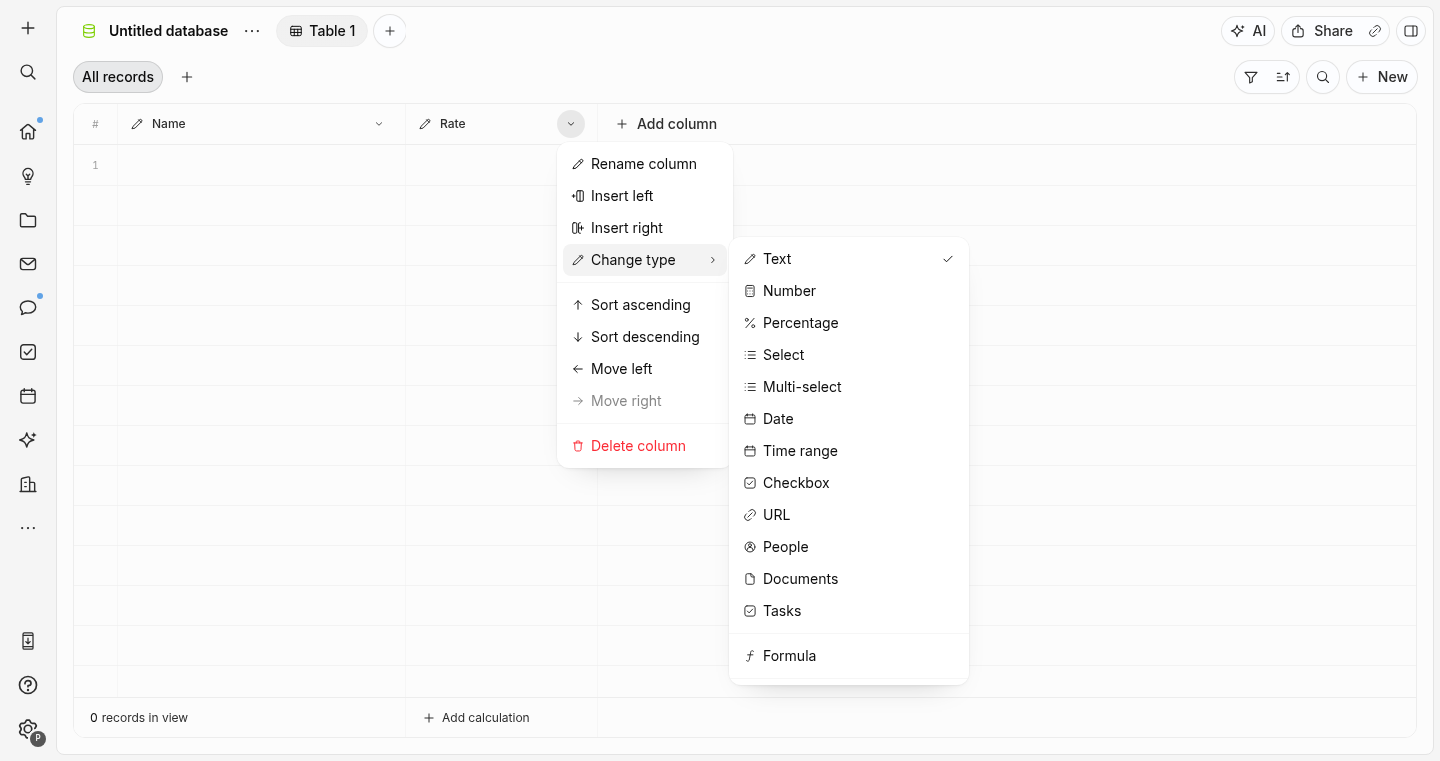 Untitled database
Table 1
AI
Share
All records
New
# Name Rate Add column
1
Rename column
Insert left
Insert right
Change type
Sort ascending
Sort descending
Move left
Move right
Delete column
Text
Number
Percentage
Select
Multi-select
Date
Time range
Checkbox
URL
People
Documents
Tasks
Formula
0 records in view
Add calculation
P